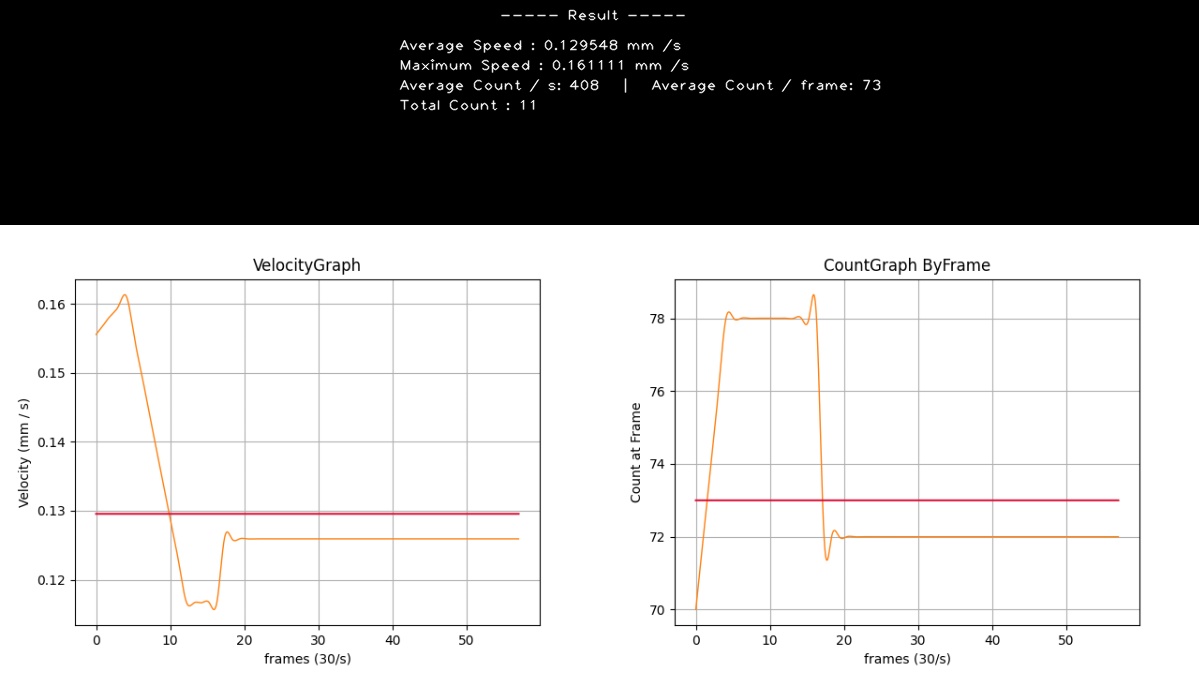 ----- Result -----
Average Speed : 0.129548 mm /s
Maximum Speed : 0.161111 mm /s
Average Count / s: 408 | Average Count / frame: 73
Total Count : 11
VelocityGraph
0.16
0.15
0.14
0.13
0.12
Velocity (mm / s)
0 10 20 30 40 50
frames (30/s)
CountGraph ByFrame
78
76
74
72
70
Count at Frame
0 10 20 30 40 50
frames (30/s)